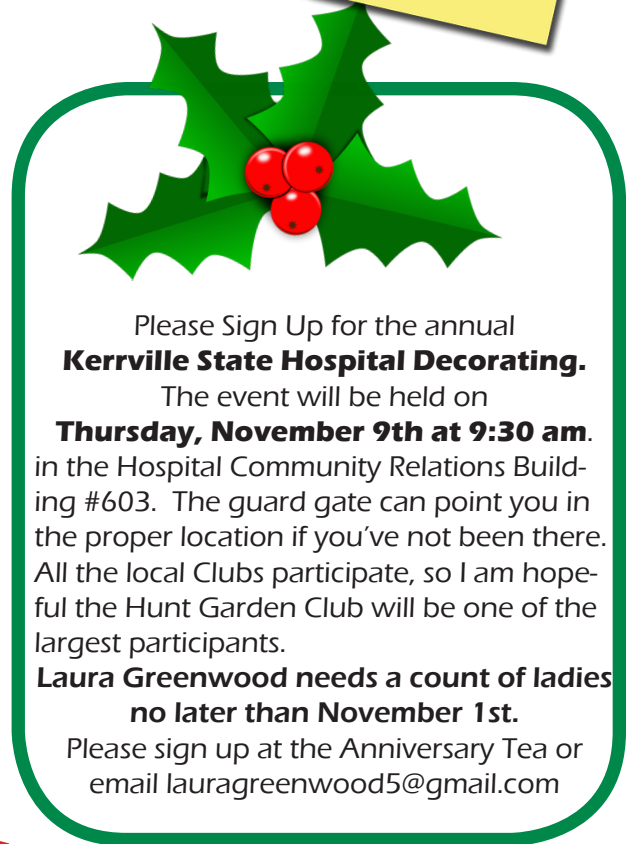 Please Sign Up for the annual
Kerrville State Hospital Decorating.
The event will be held on
Thursday, November 9th at 9:30 am.
in the Hospital Community Relations Build-
ing #603.  The guard gate can point you in
the proper location if you've not been there.
All the local Clubs participate, so I am hope-
ful the Hunt Garden Club will be one of the
largest participants.
Laura Greenwood needs a count of ladies
no later than November 1st.
Please sign up at the Anniversary Tea or
email lauragreenwood5@gmail.com